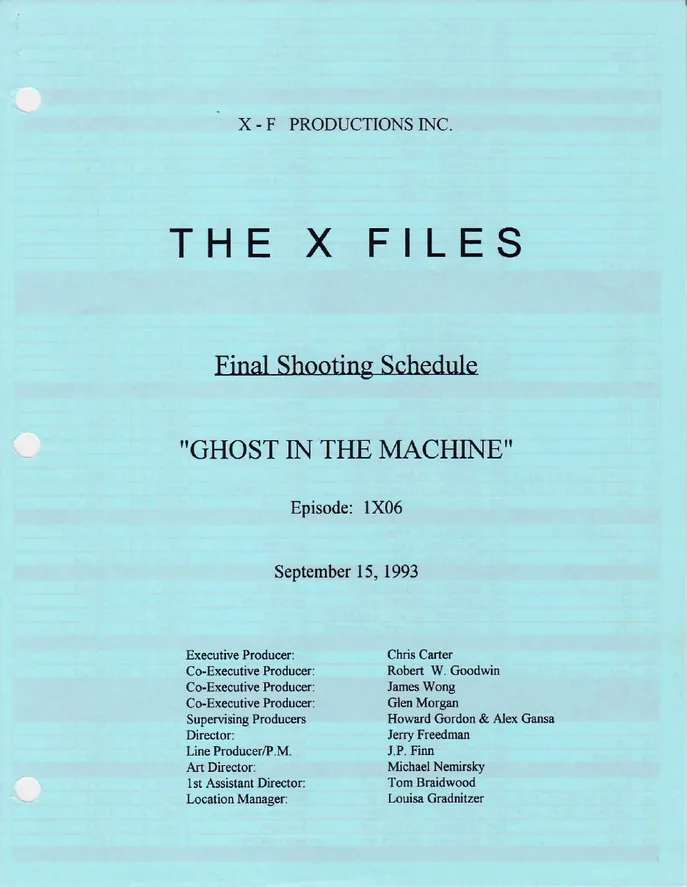 X - F PRODUCTIONS INC.
THE X FILES
Final Shooting Schedule
"GHOST IN THE MACHINE"
Episode: 1X06
September 15, 1993
Executive Producer: Chris Carter
Co-Executive Producer: Robert W. Goodwin
Co-Executive Producer: James Wong
Co-Executive Producer: Glen Morgan
Supervising Producers Howard Gordon & Alex Gansa
Director: Jerry Freedman
Line Producer/P.M. J.P. Finn
Art Director: Michael Nemirsky
1st Assistant Director: Tom Braidwood
Location Manager: Louisa Gradnitzer